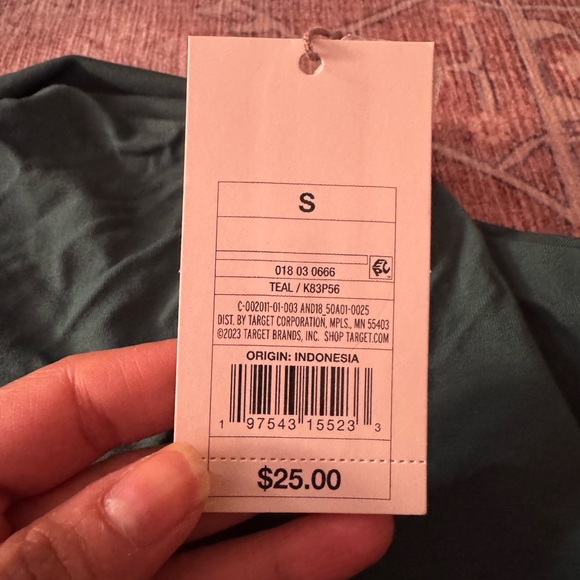 S
018 03 0666
TEAL / K83P56
C-002011-01-003 AND18_50A01-0025
DIST. BY TARGET CORPORATION, MPLS., MN 55403
©2023 TARGET BRANDS, INC. SHOP TARGET.COM
ORIGIN: INDONESIA
1 97543 15523 3
$25.00